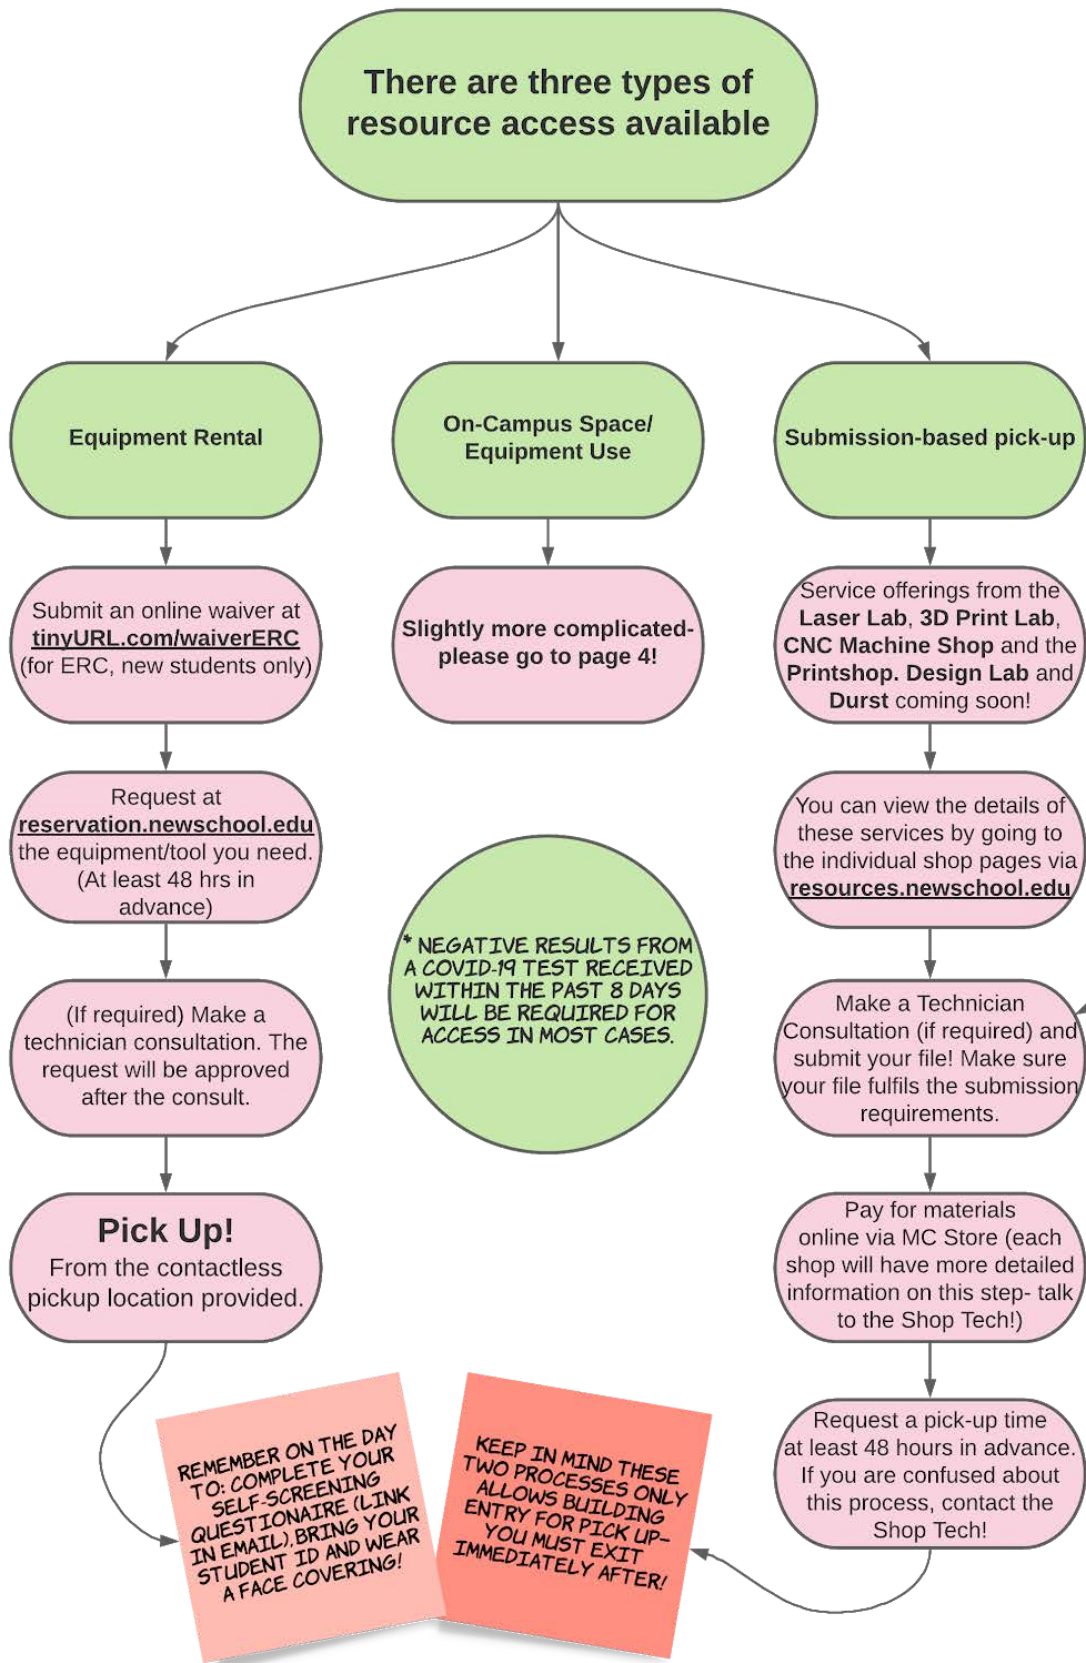 There are three types of
resource access available
Equipment Rental
On-Campus Space/
Equipment Use
Submission-based pick-up
Submit an online waiver at
tinyURL.com/waiverERC
(for ERC, new students only)
Slightly more complicated-
please go to page 4!
Service offerings from the
Laser Lab, 3D Print Lab,
CNC Machine Shop and the
Printshop. Design Lab and
Durst coming soon!
Request at
reservation.newschool.edu
the equipment/tool you need.
(At least 48 hrs in
advance)
You can view the details of
these services by going to
the individual shop pages via
resources.newschool.edu
* NEGATIVE RESULTS FROM
A COVID-19 TEST RECEIVED
WITHIN THE PAST 8 DAYS
WILL BE REQUIRED FOR
ACCESS IN MOST CASES.
(If required) Make a
technician consultation. The
request will be approved
after the consult.
Make a Technician
Consultation (if required) and
submit your file! Make sure
your file fulfils the submission
requirements.
Pick Up!
From the contactless
pickup location provided.
Pay for materials
online via MC Store (each
shop will have more detailed
information on this step- talk
to the Shop Tech!)
REMEMBER ON THE DAY
TO: COMPLETE YOUR
SELF-SCREENING
QUESTIONAIRE (LINK
IN EMAIL), BRING YOUR
STUDENT ID AND WEAR
A FACE COVERING!
KEEP IN MIND THESE
TWO PROCESSES ONLY
ALLOWS BUILDING
ENTRY FOR PICK UP-
YOU MUST EXIT
IMMEDIATELY AFTER!
Request a pick-up time
at least 48 hours in advance.
If you are confused about
this process, contact the
Shop Tech!